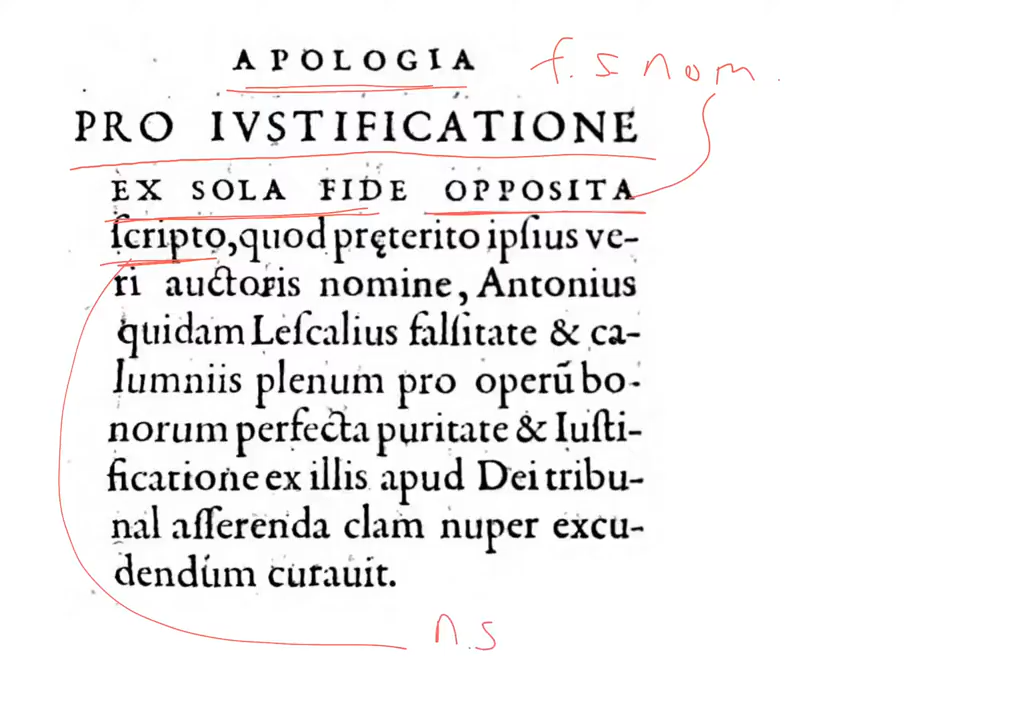 APOLOGIA
f. s nom.
PRO IVSTIFICATIONE
EX SOLA FIDE OPPOSITA
ſcripto, quod pręterito ipſius ve-
ri auctoris nomine, Antonius
quidam Leſcalius falſitate & ca-
lumniis plenum pro operū bo-
norum perfecta puritate & Iuſti-
ficatione ex illis apud Dei tribu-
nal aſſerenda clam nuper excu-
dendum curauit.
n.s